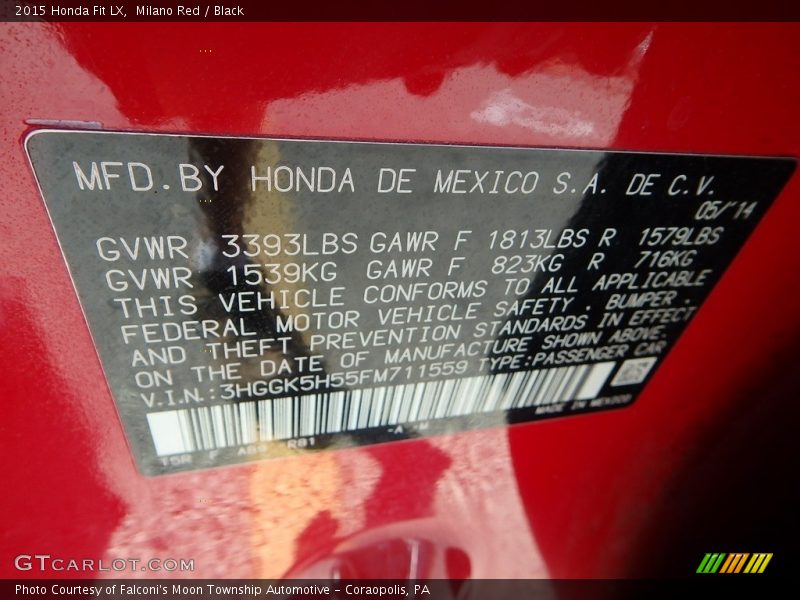 2015 Honda Fit LX,  Milano Red / Black
MFD. BY HONDA DE MEXICO S.A. DE C.V.
05/'14
GVWR 3393LBS GAWR F 1813LBS R 1579LBS
GVWR 1539KG GAWR F 823KG R 716KG
THIS VEHICLE CONFORMS TO ALL APPLICABLE
FEDERAL MOTOR VEHICLE SAFETY, BUMPER,
AND THEFT PREVENTION STANDARDS IN EFFECT
ON THE DATE OF MANUFACTURE SHOWN ABOVE.
V.I.N.:3HGGK5H55FM711559 TYPE:PASSENGER CAR
MADE IN MEXICO
R81
GTCARLOT.COM
Photo Courtesy of Falconi's Moon Township Automotive - Coraopolis, PA